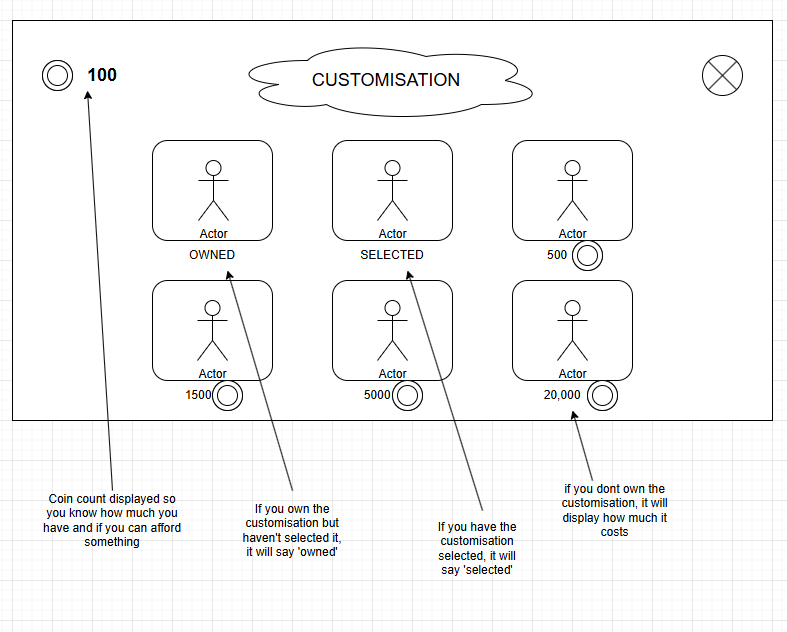 100
CUSTOMISATION
Actor
Actor
Actor
OWNED
SELECTED
500
Actor
Actor
Actor
1500
5000
20,000
Coin count displayed so
you know how much you
have and if you can afford
something
If you own the
customisation but
haven't selected it,
it will say 'owned'
If you have the
customisation
selected, it will
say 'selected'
if you dont own the
customisation, it will
display how much it
costs